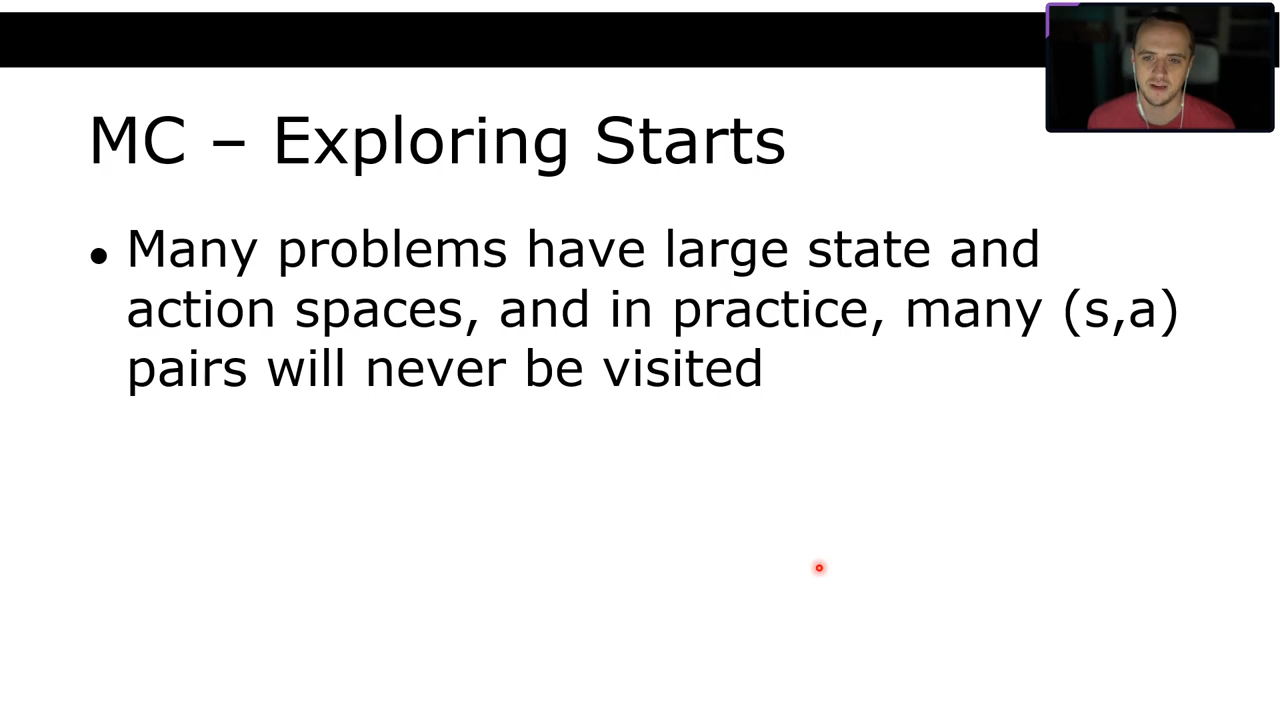 MC – Exploring Starts
• Many problems have large state and
action spaces, and in practice, many (s,a)
pairs will never be visited